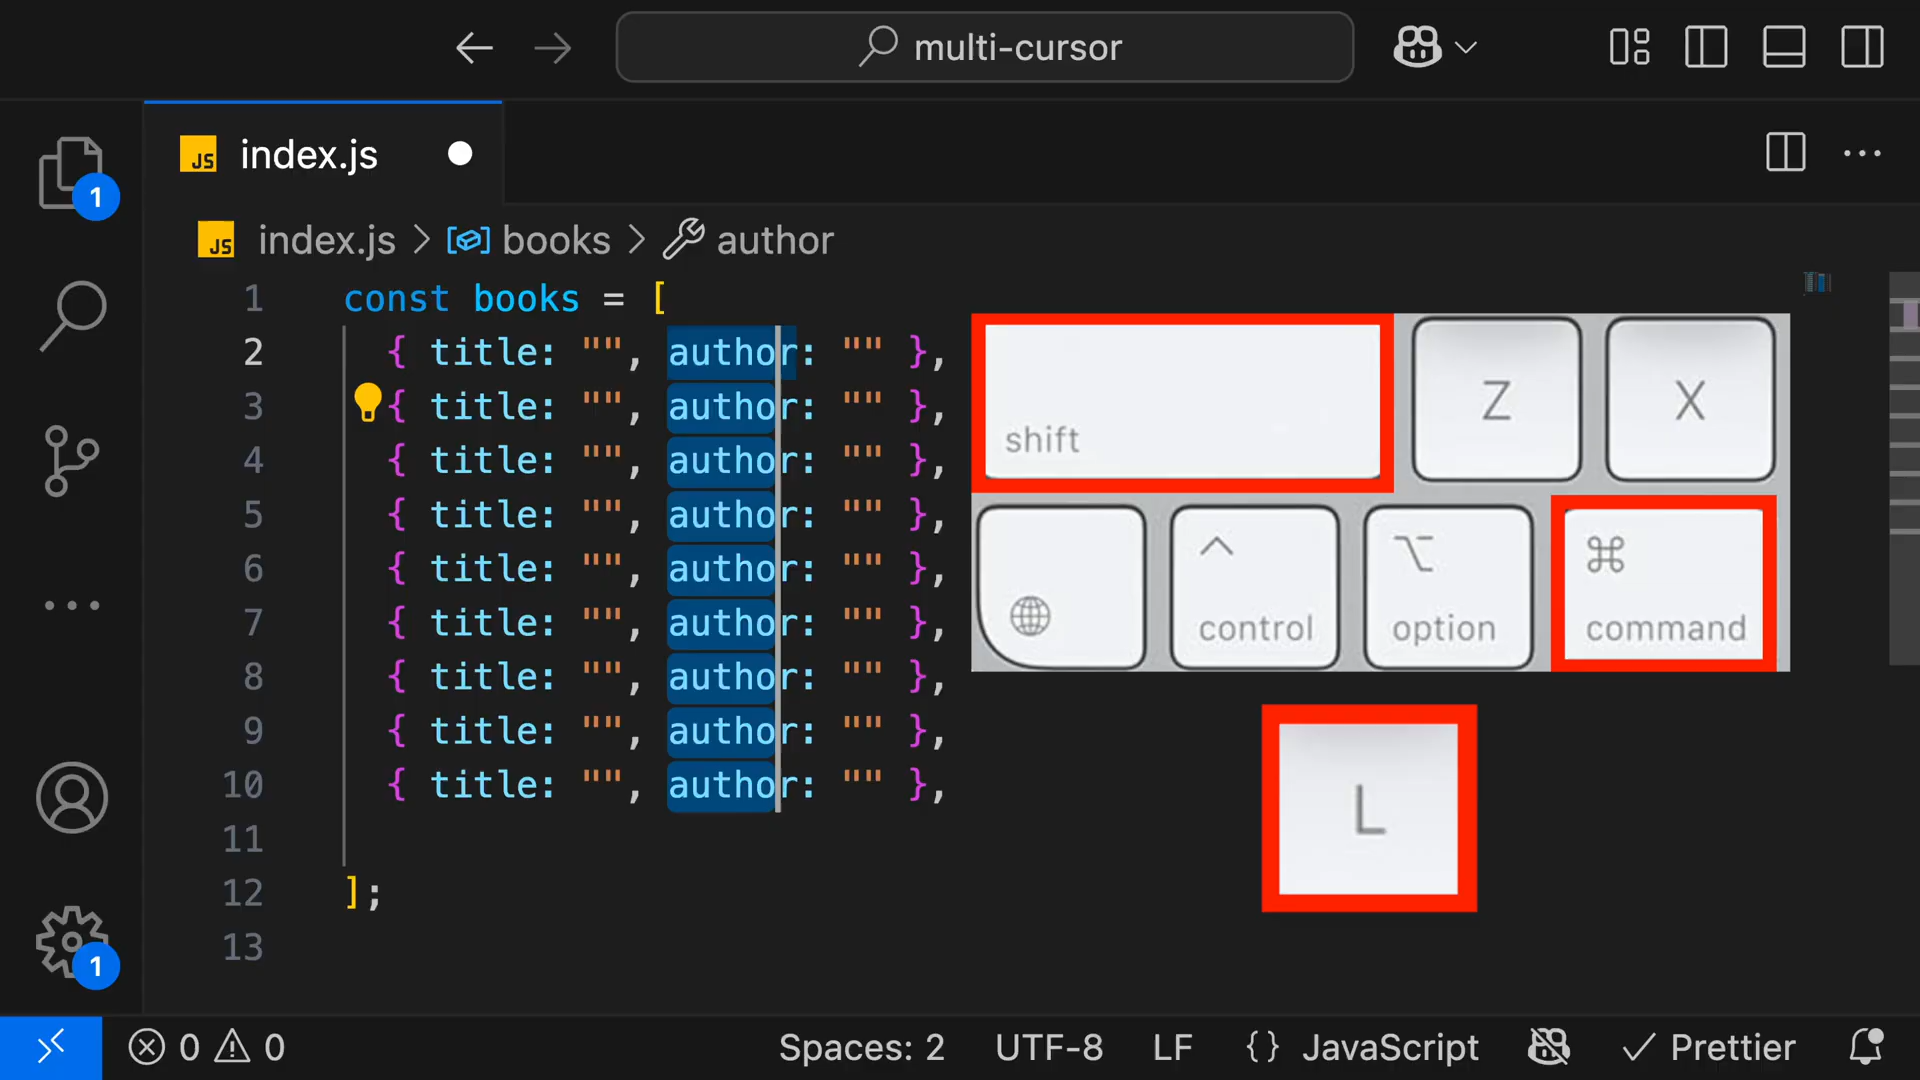 multi-cursor
JS index.js
1
JS index.js > books > author
1 const books = [
2 { title: "", author: "" },
3 { title: "", author: "" },
4 { title: "", author: "" },
5 { title: "", author: "" },
6 { title: "", author: "" },
7 { title: "", author: "" },
8 { title: "", author: "" },
9 { title: "", author: "" },
10 { title: "", author: "" },
11
12 ];
13
shift
Z
X
control
option
⌘
command
L
1
0 0
Spaces: 2
UTF-8
LF
{} JavaScript
Prettier